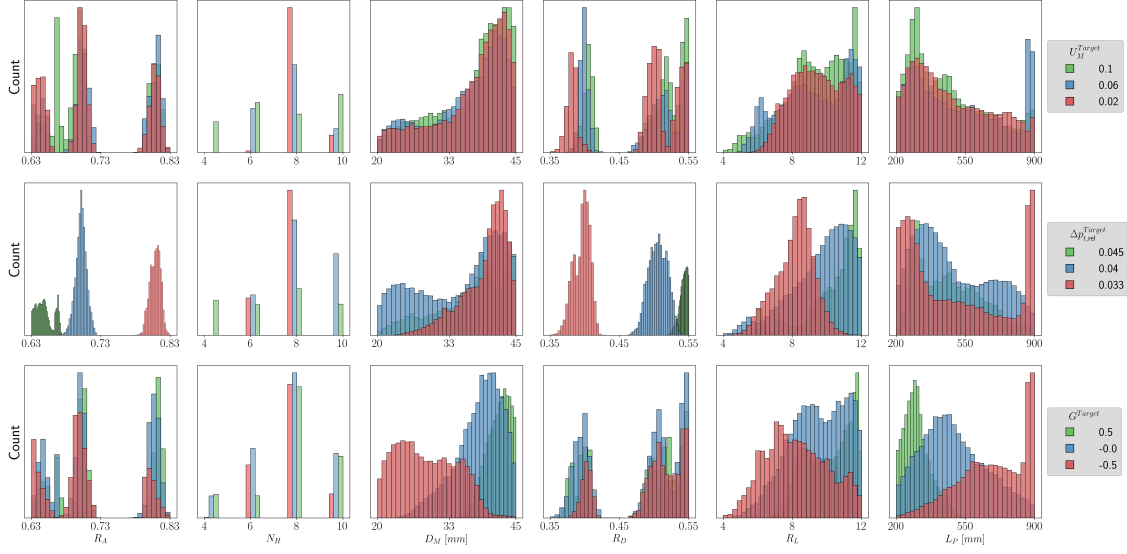 Count
0.63 0.73 0.83
4 6 8 10
20 33 45
0.35 0.45 0.55
4 8 12
200 550 900
U_M^{Target}
0.1
0.06
0.02
Count
0.63 0.73 0.83
4 6 8 10
20 33 45
0.35 0.45 0.55
4 8 12
200 550 900
Δp_{t,rel}^{Target}
0.045
0.04
0.033
Count
0.63 0.73 0.83
4 6 8 10
20 33 45
0.35 0.45 0.55
4 8 12
200 550 900
R_A
N_H
D_M [mm]
R_D
R_L
L_P [mm]
G^{Target}
0.5
-0.0
-0.5